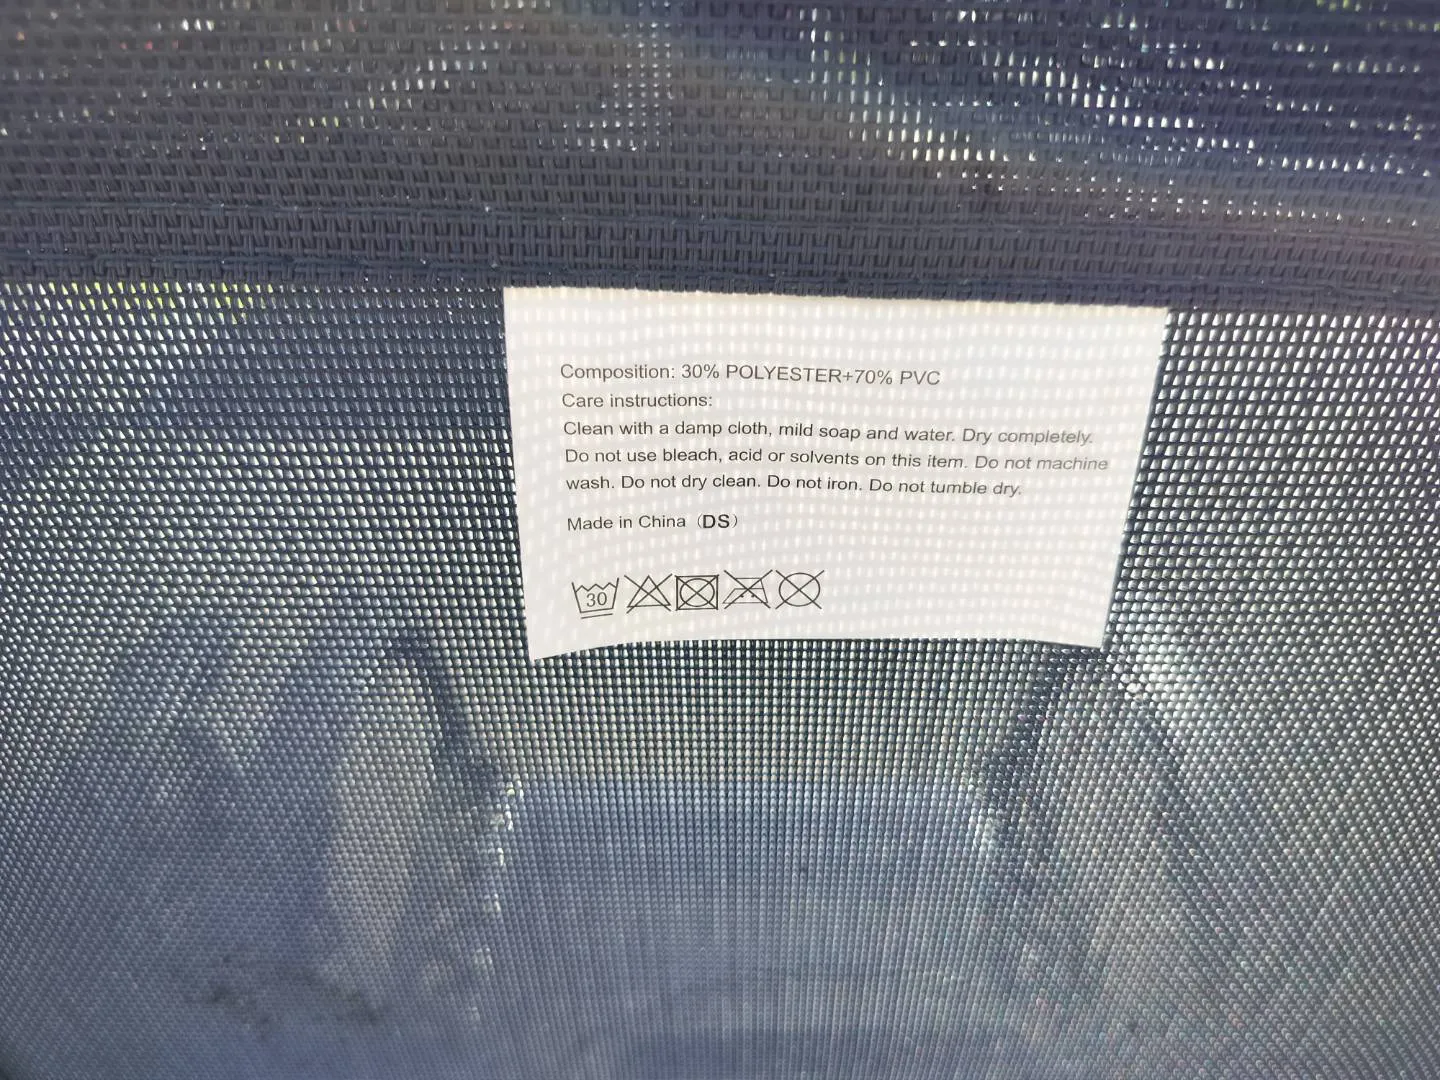 Composition: 30% POLYESTER+70% PVC
Care instructions:
Clean with a damp cloth, mild soap and water. Dry completely.
Do not use bleach, acid or solvents on this item. Do not machine
wash. Do not dry clean. Do not iron. Do not tumble dry.
Made in China（DS）
30